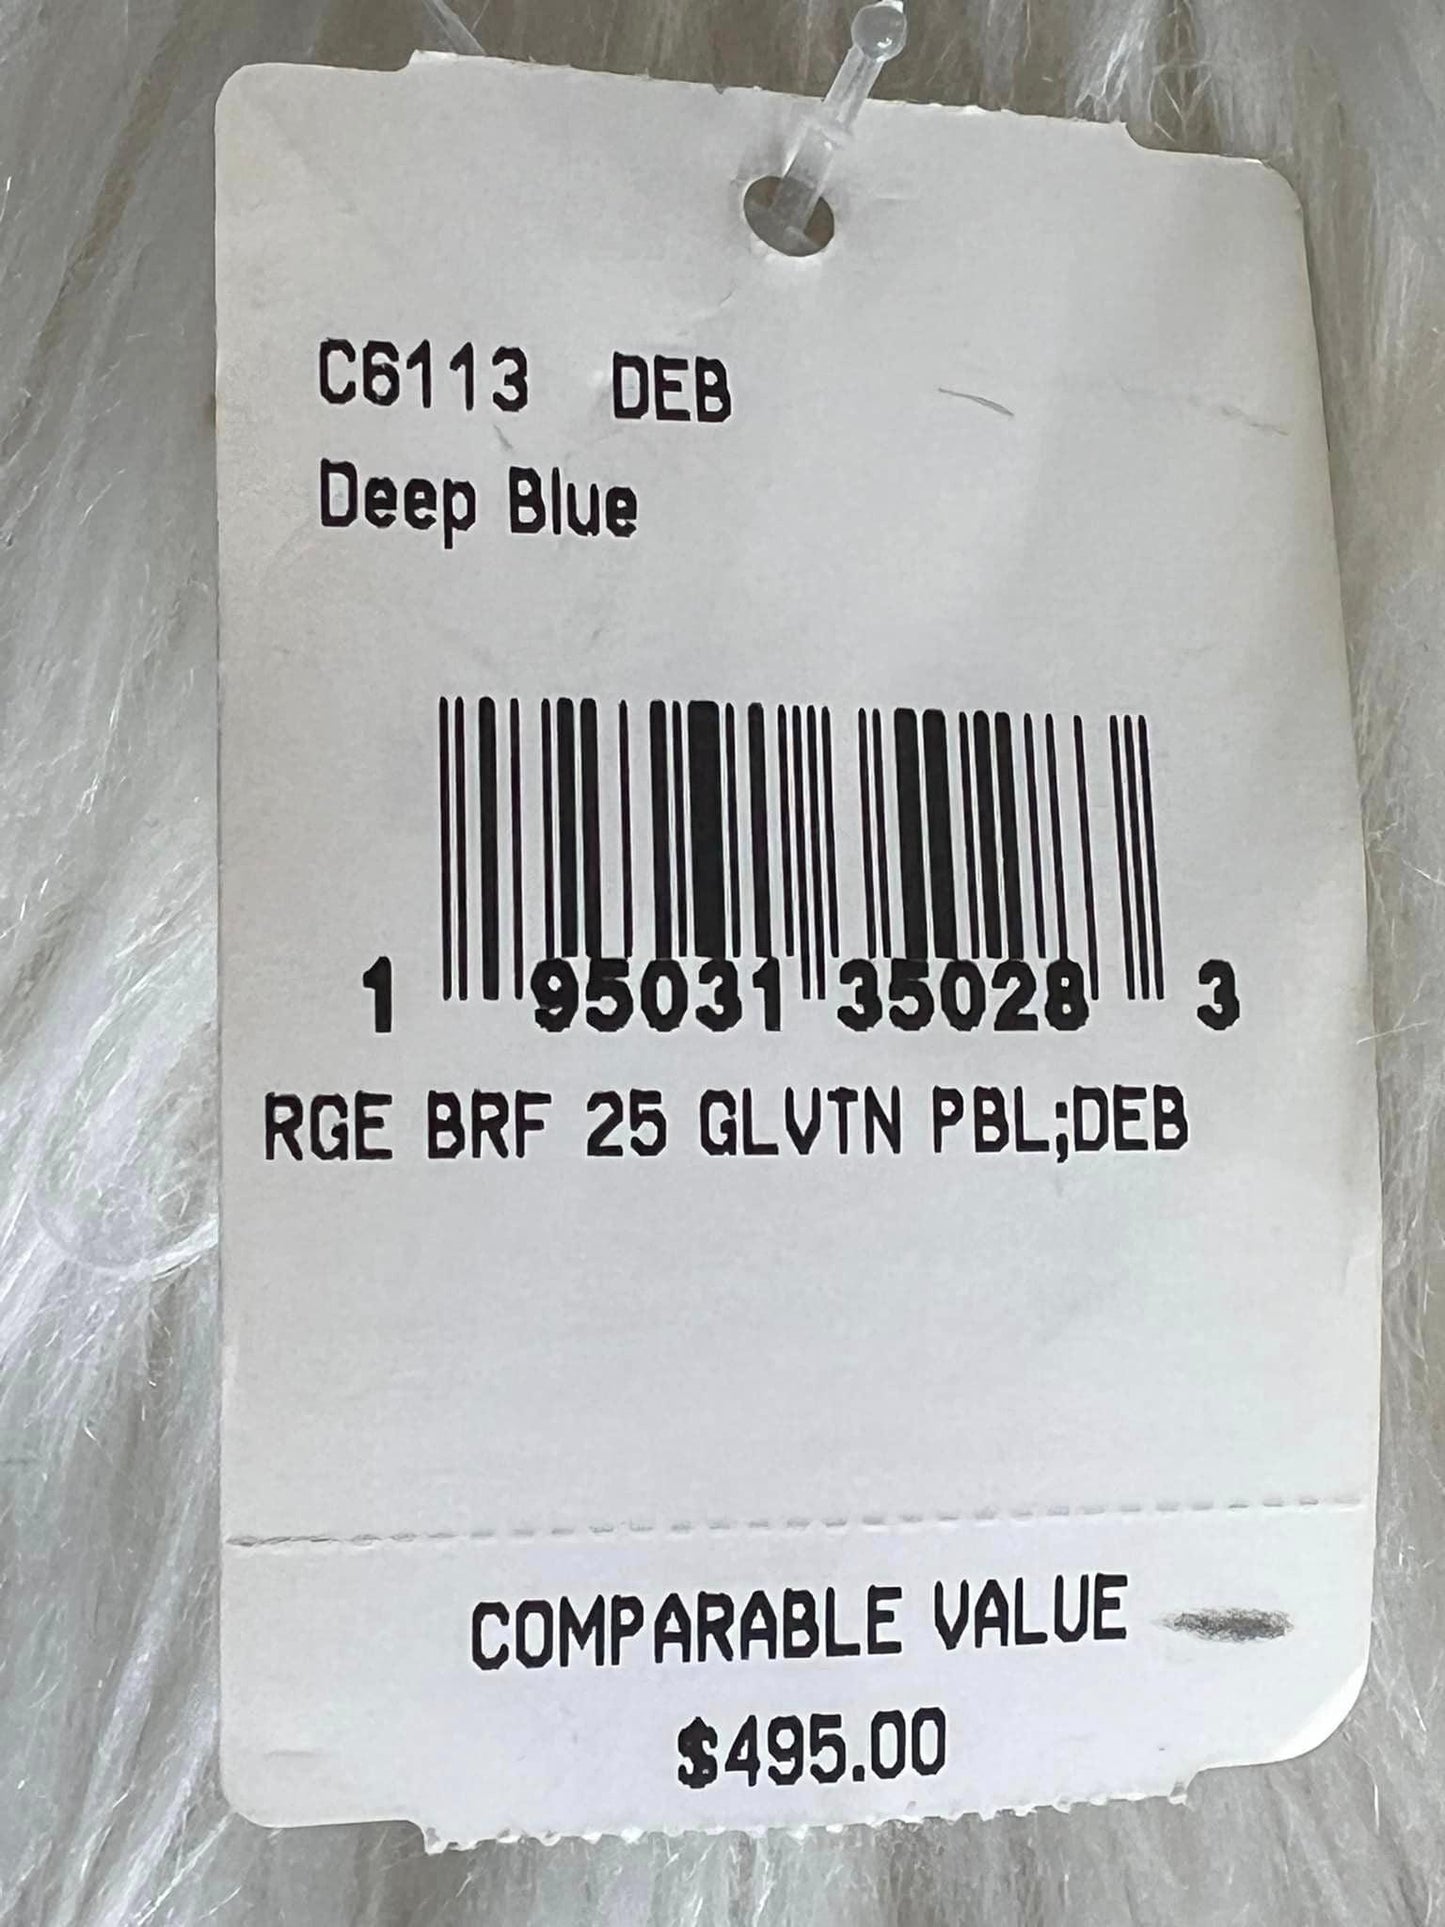 C6113 DEB
Deep Blue
1 95031 35028 3
RGE BRF 25 GLVTN PBL;DEB
COMPARABLE VALUE
$495.00